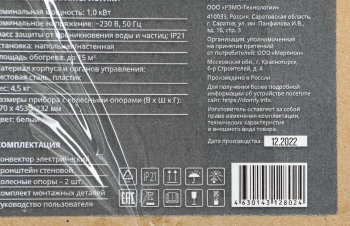 номинальная мощность: 1,0 кВт
номинальное напряжение: ~230 В, 50 Гц
класс защиты от проникновения воды и частиц: IP21
установка: напольная/настенная
площадь обогрева: до 15 м²
материал корпуса и органов управления:
листовая сталь, пластик
вес: 4,5 кг
размеры прибора с колесными опорами (В х Ш х Г):
цвет: белый
КОМПЛЕКТАЦИЯ
конвектор электрический
кронштейн стеновой
Колесные опоры – 2 шт.
комплект монтажных деталей
руководство пользователя
ООО «РЭМО-Технологии»
410033, Россия, Саратовская область,
г. Саратов, ул. им. Панфилова И.В.,
зд. 1Б, стр. 3
Организация, уполномоченная
на принятие претензий
от потребителей: ООО «Мерлион»
Московская обл., г. Красногорск,
б-р Строителей, д. 4
Произведено в России
Для получения более подробной
информации об устройстве посетите
сайт: https://domfy.info.
Изготовитель оставляет за собой
право изменения комплектации,
технических характеристик
и внешнего вида товара.
Дата производства: 12.2022
EAC IP21
4630143128024